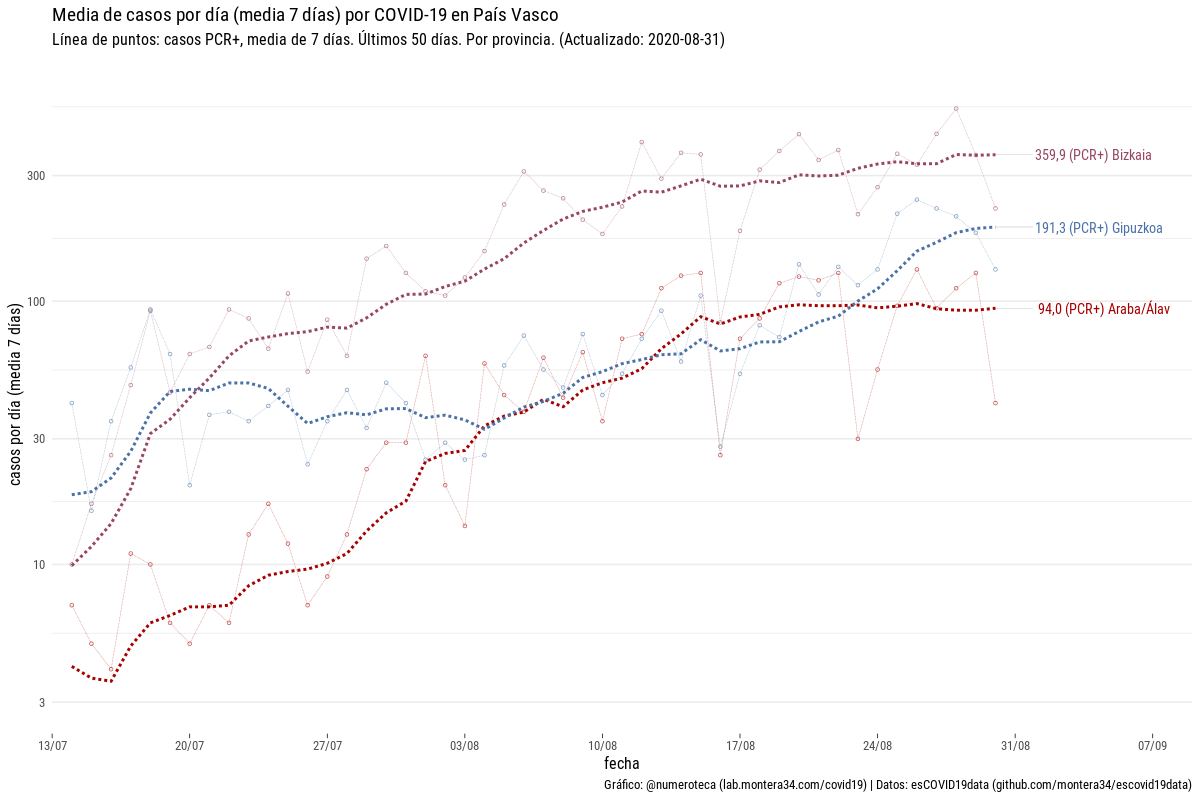 Media de casos por día (media 7 días) por COVID-19 en País Vasco
Línea de puntos: casos PCR+, media de 7 días. Últimos 50 días. Por provincia. (Actualizado: 2020-08-31)
casos por día (media 7 días)
300
100
30
10
3
359,9 (PCR+) Bizkaia
191,3 (PCR+) Gipuzkoa
94,0 (PCR+) Araba/Álav
13/07 20/07 27/07 03/08 10/08 17/08 24/08 31/08 07/09
fecha
Gráfico: @numeroteca (lab.montera34.com/covid19) | Datos: esCOVID19data (github.com/montera34/escovid19data)